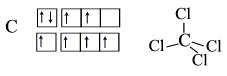 C ↑↓ ↑ ↑
↑ ↑ ↑ ↑
Cl
Cl C Cl
Cl